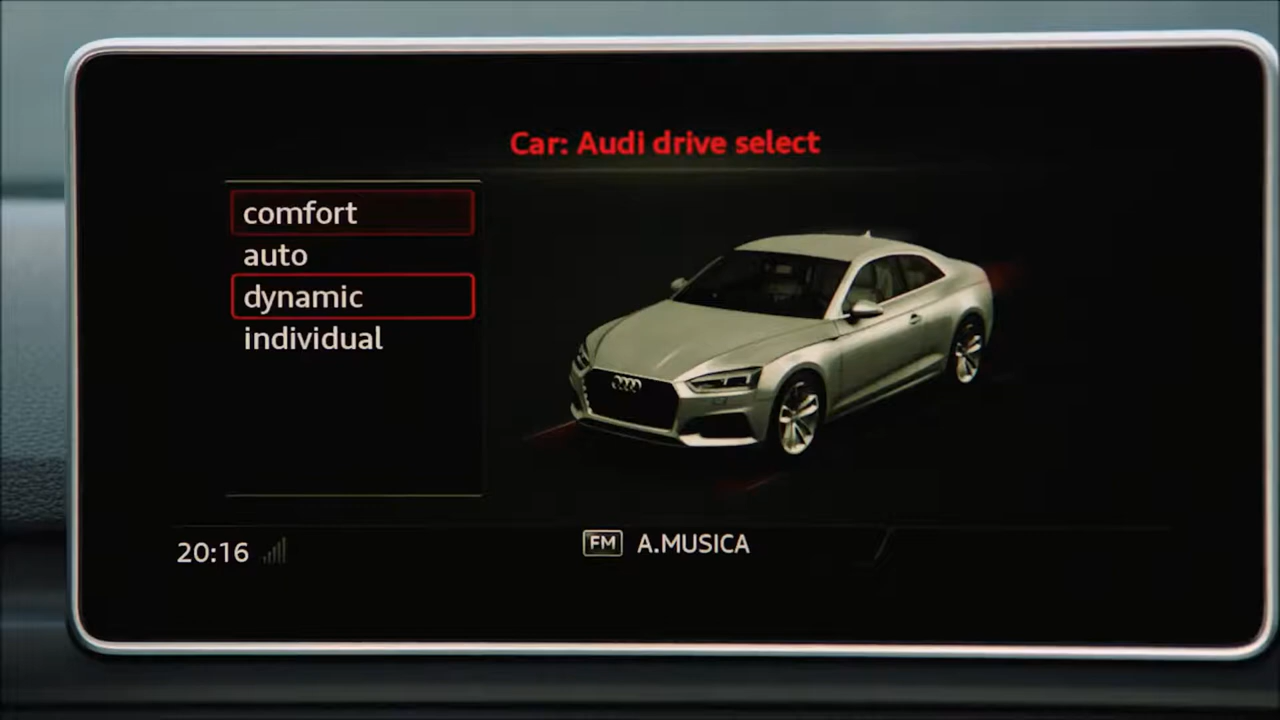 Car: Audi drive select
comfort
auto
dynamic
individual
20:16
FM A.MUSICA